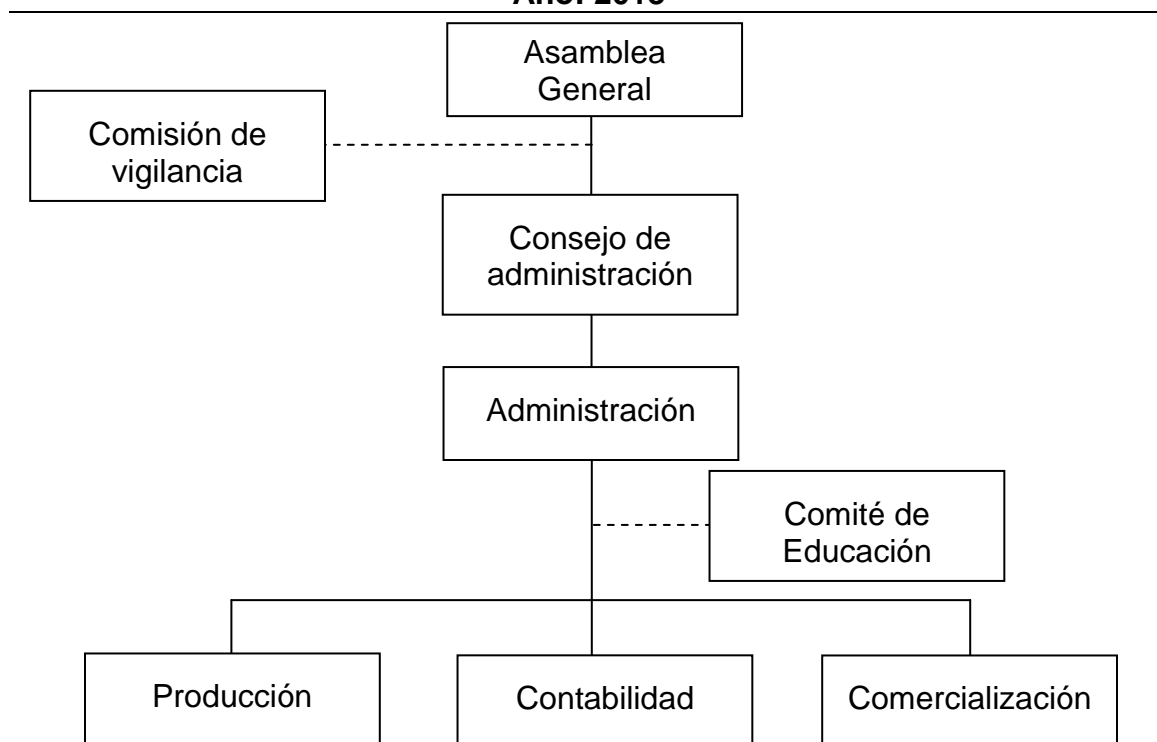 Asamblea
General
Comisión de
vigilancia
Consejo de
administración
Administración
Comité de
Educación
Producción
Contabilidad
Comercialización